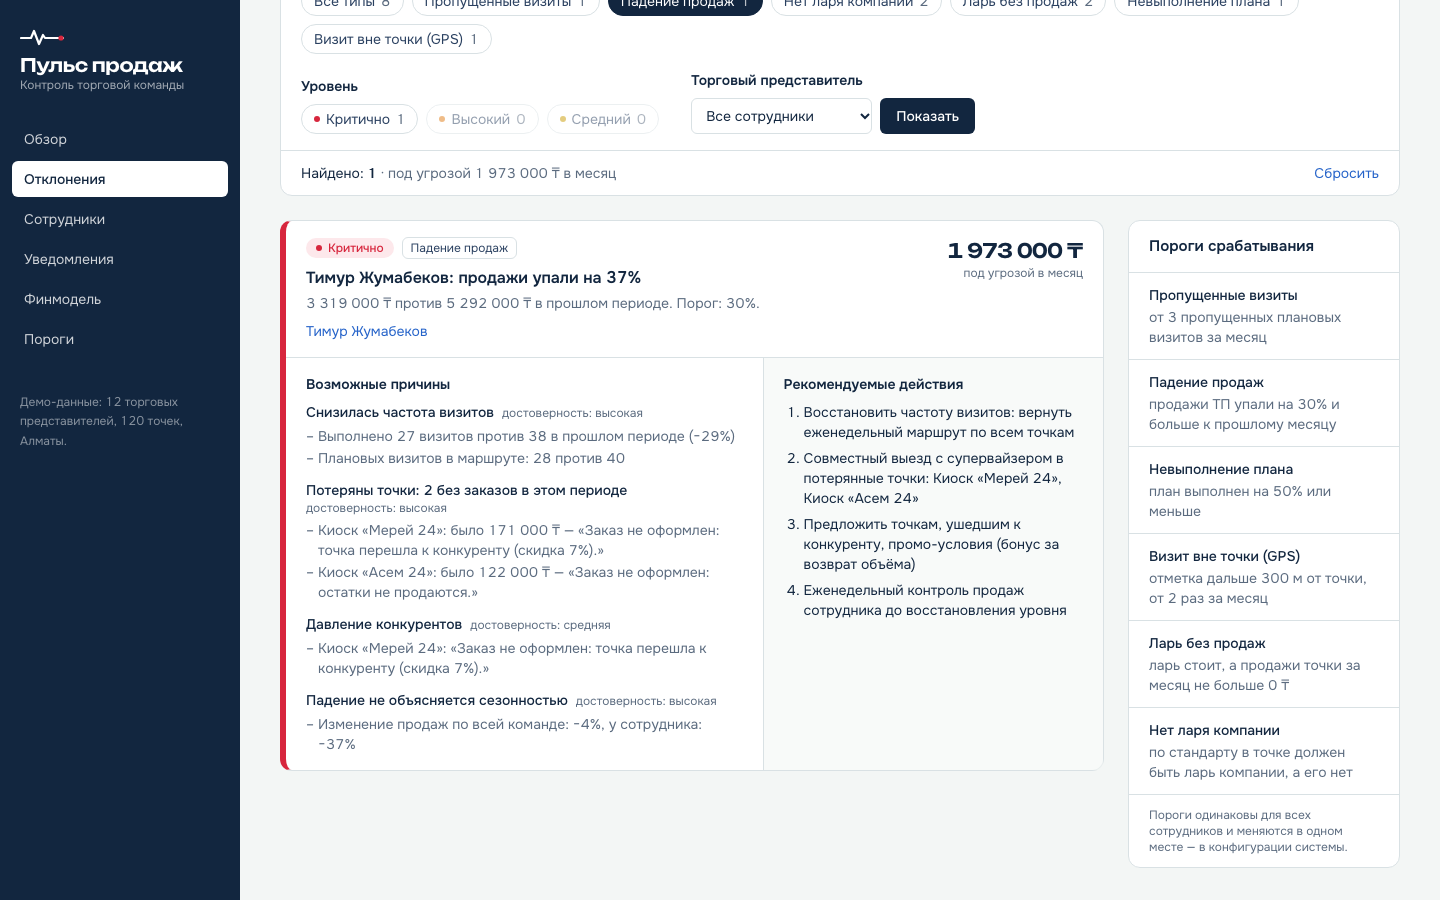 Пульс продаж
Контроль торговой команды
Обзор
Отклонения
Сотрудники
Уведомления
Финмодель
Пороги
Демо-данные: 12 торговых
представителей, 120 точек,
Алматы.
Все типы 8
Пропущенные визиты 1
Падение продаж 1
Нет ларя компании 2
Ларь без продаж 2
Невыполнение плана 1
Визит вне точки (GPS) 1
Уровень
Критично 1
Высокий 0
Средний 0
Торговый представитель
Все сотрудники
Показать
Найдено: 1 · под угрозой 1 973 000 ₸ в месяц
Сбросить
Критично
Падение продаж
1 973 000 ₸
под угрозой в месяц
Тимур Жумабеков: продажи упали на 37%
3 319 000 ₸ против 5 292 000 ₸ в прошлом периоде. Порог: 30%.
Тимур Жумабеков
Возможные причины
Снизилась частота визитов достоверность: высокая
– Выполнено 27 визитов против 38 в прошлом периоде (−29%)
– Плановых визитов в маршруте: 28 против 40
Потеряны точки: 2 без заказов в этом периоде
достоверность: высокая
– Киоск «Мерей 24»: было 171 000 ₸ — «Заказ не оформлен:
точка перешла к конкуренту (скидка 7%).»
– Киоск «Асем 24»: было 122 000 ₸ — «Заказ не оформлен:
остатки не продаются.»
Давление конкурентов достоверность: средняя
– Киоск «Мерей 24»: «Заказ не оформлен: точка перешла к
конкуренту (скидка 7%).»
Падение не объясняется сезонностью достоверность: высокая
– Изменение продаж по всей команде: −4%, у сотрудника:
−37%
Рекомендуемые действия
1. Восстановить частоту визитов: вернуть
еженедельный маршрут по всем точкам
2. Совместный выезд с супервайзером в
потерянные точки: Киоск «Мерей 24»,
Киоск «Асем 24»
3. Предложить точкам, ушедшим к
конкуренту, промо-условия (бонус за
возврат объёма)
4. Еженедельный контроль продаж
сотрудника до восстановления уровня
Пороги срабатывания
Пропущенные визиты
от 3 пропущенных плановых
визитов за месяц
Падение продаж
продажи ТП упали на 30% и
больше к прошлому месяцу
Невыполнение плана
план выполнен на 50% или
меньше
Визит вне точки (GPS)
отметка дальше 300 м от точки,
от 2 раз за месяц
Ларь без продаж
ларь стоит, а продажи точки за
месяц не больше 0 ₸
Нет ларя компании
по стандарту в точке должен
быть ларь компании, а его нет
Пороги одинаковы для всех
сотрудников и меняются в одном
месте — в конфигурации системы.